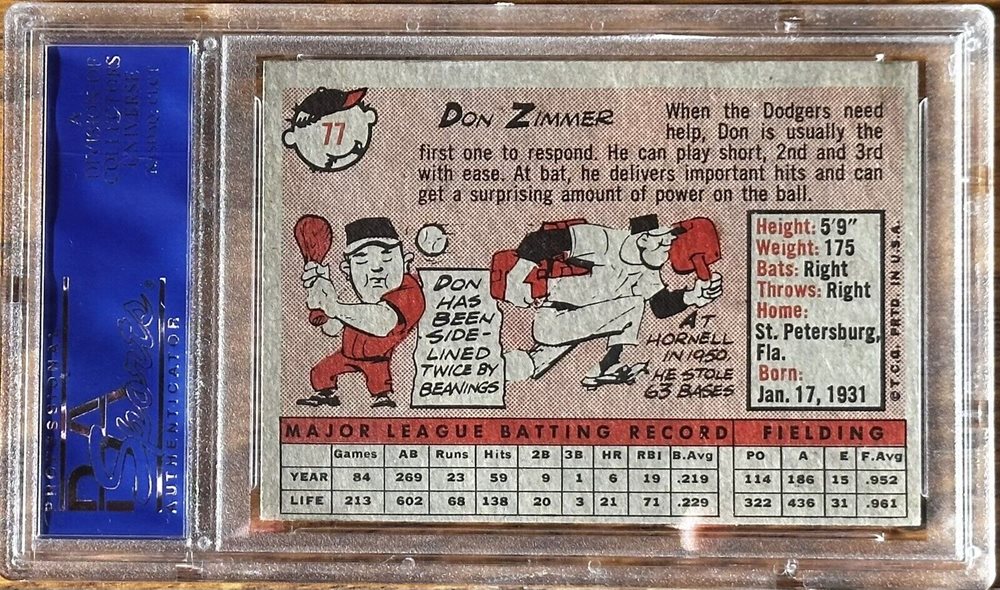 A
DIVISION OF
COLLECTORS
UNIVERSE
PSA
Sports
PROFESSIONAL
AUTHENTICATOR
77
DON ZIMMER
When the Dodgers need
help, Don is usually the
first one to respond. He can play short, 2nd and 3rd
with ease. At bat, he delivers important hits and can
get a surprising amount of power on the ball.
DON
HAS
BEEN
SIDE-
LINED
TWICE BY
BEANINGS
AT
HORNELL
IN 1950,
HE STOLE
63 BASES
Height: 5'9"
Weight: 175
Bats: Right
Throws: Right
Home:
St. Petersburg,
Fla.
Born:
Jan. 17, 1931
© T.C.G. PRTD. IN U.S.A.
MAJOR LEAGUE BATTING RECORD FIELDING
Games AB Runs Hits 2B 3B HR RBI B.Avg PO A E F.Avg
YEAR 84 269 23 59 9 1 6 19 .219 114 186 15 .952
LIFE 213 602 68 138 20 3 21 71 .229 322 436 31 .961